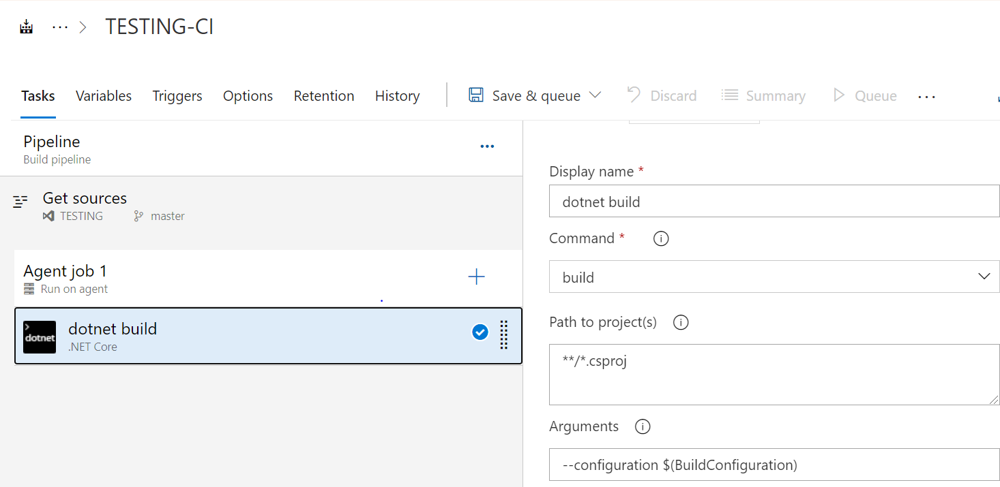 ··· > TESTING-CI
Tasks Variables Triggers Options Retention History Save & queue Discard Summary Queue ···
Pipeline
Build pipeline
Get sources
TESTING master
Agent job 1
Run on agent
dotnet
dotnet build
.NET Core
Display name *
dotnet build
Command *
build
Path to project(s)
**/*.csproj
Arguments
--configuration $(BuildConfiguration)